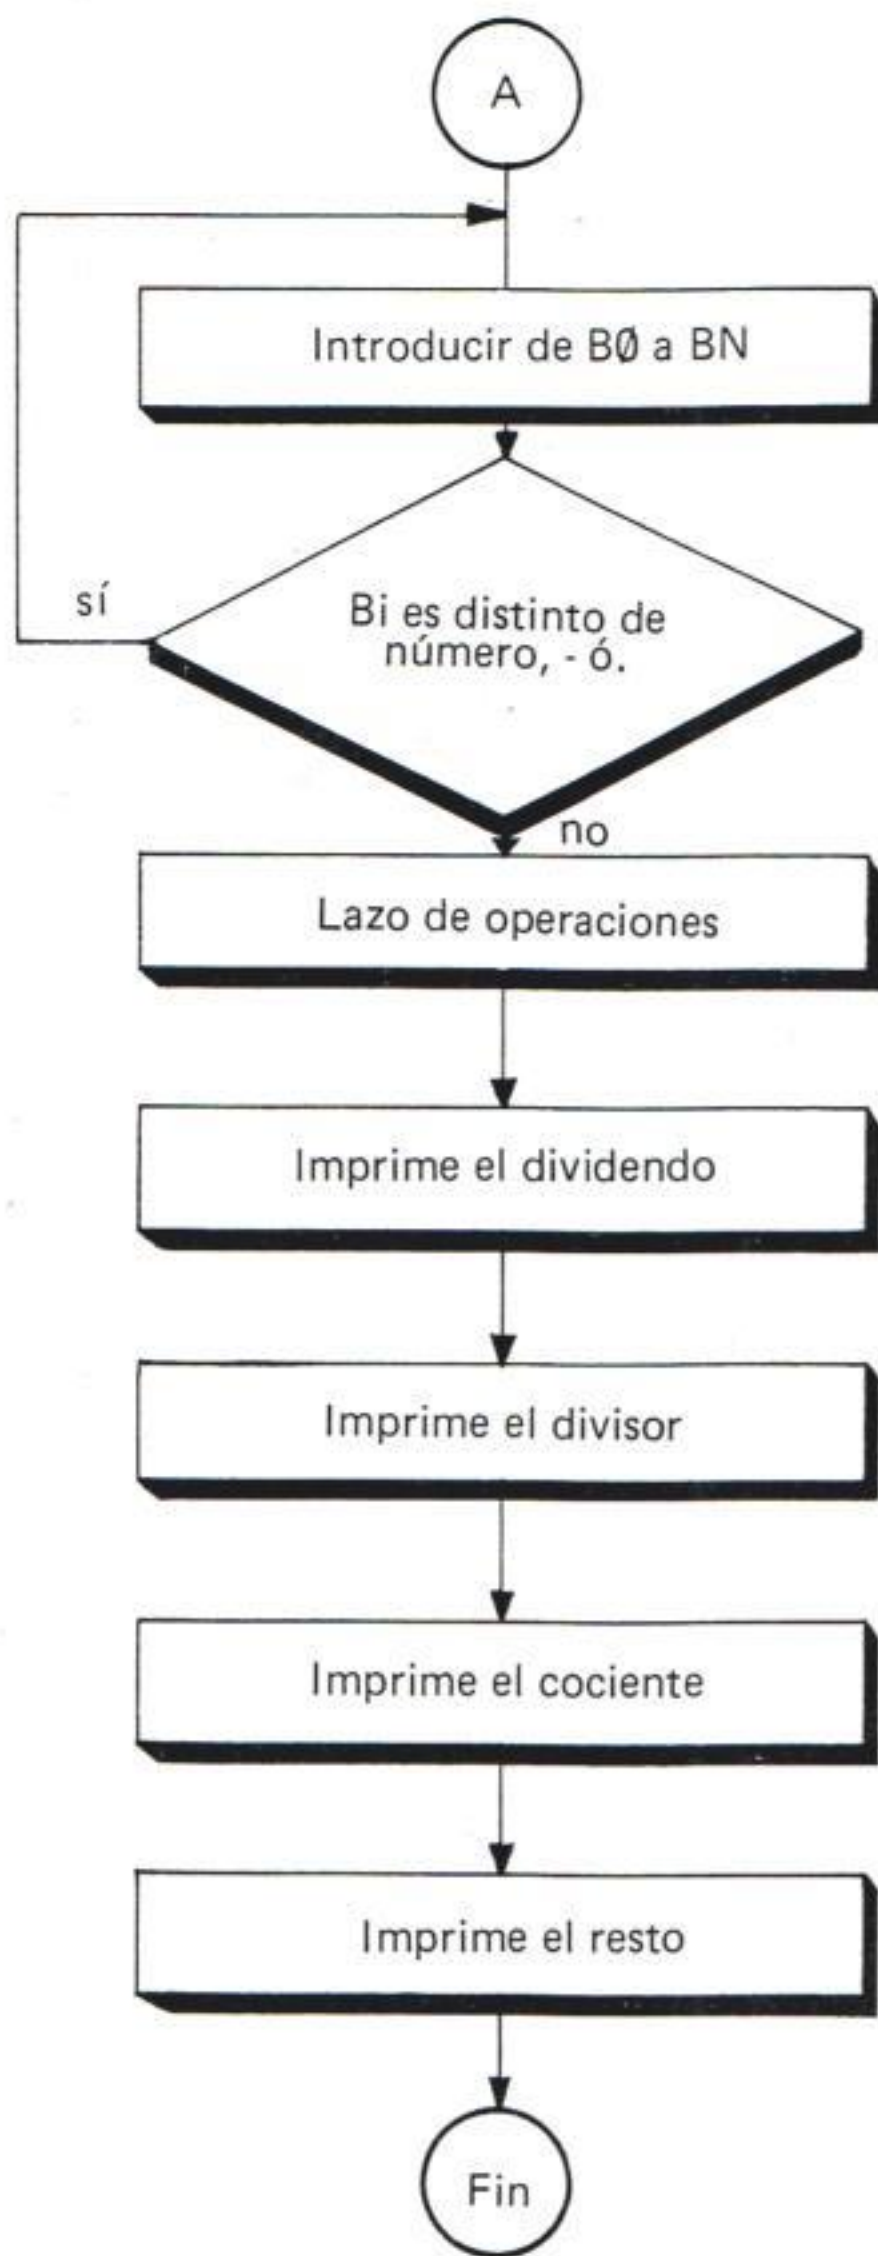 A
Introducir de BØ a BN
sí
Bi es distinto de
número, - ó.
no
Lazo de operaciones
Imprime el dividendo
Imprime el divisor
Imprime el cociente
Imprime el resto
Fin